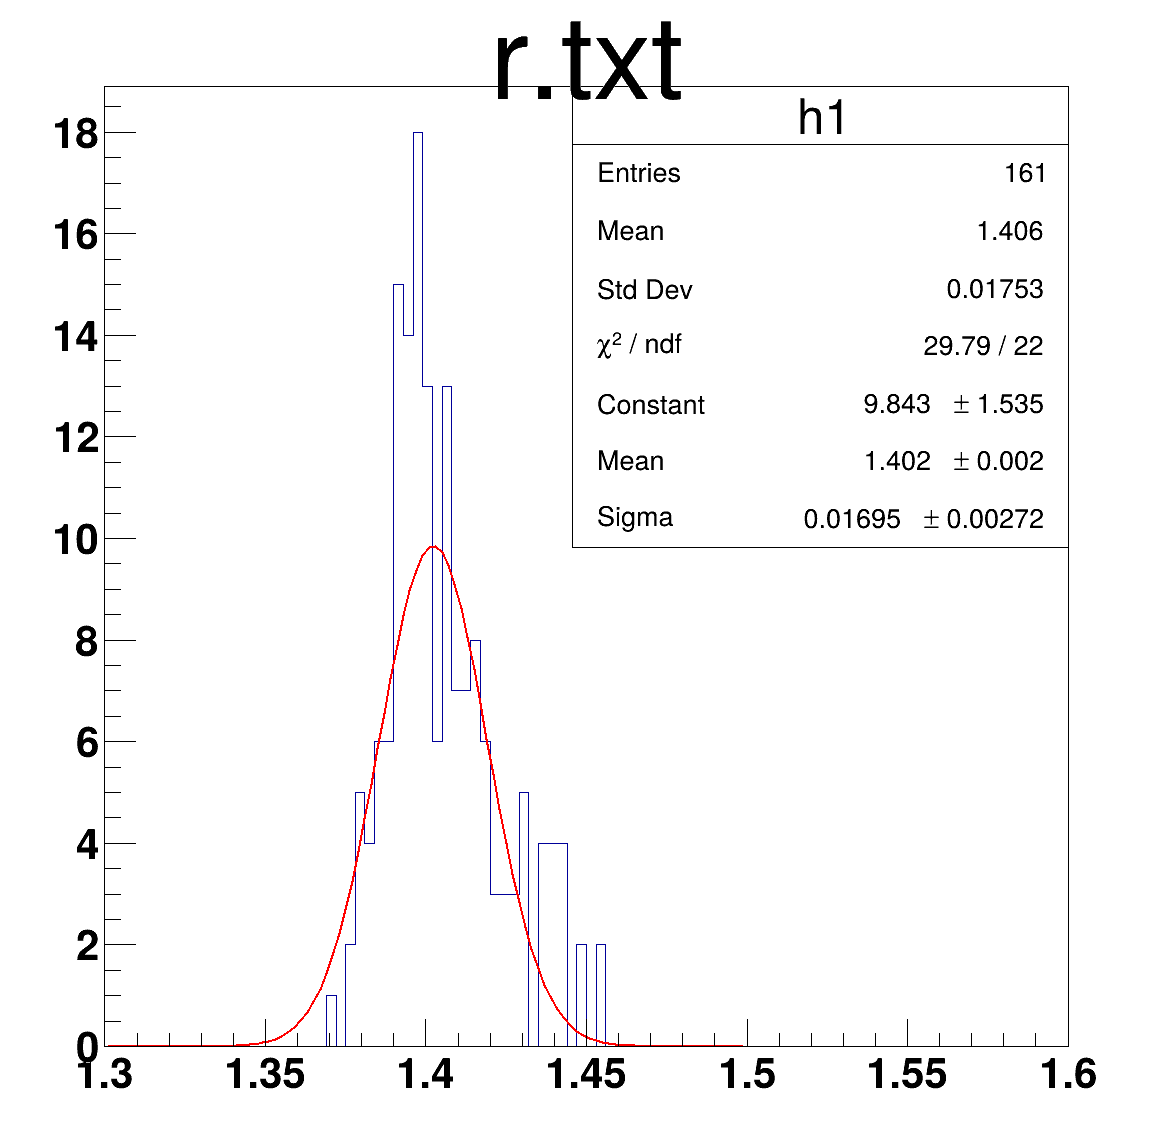 r.txt
h1
Entries 161
Mean 1.406
Std Dev 0.01753
χ² / ndf 29.79 / 22
Constant 9.843 ± 1.535
Mean 1.402 ± 0.002
Sigma 0.01695 ± 0.00272
18
16
14
12
10
8
6
4
2
0
1.3 1.35 1.4 1.45 1.5 1.55 1.6